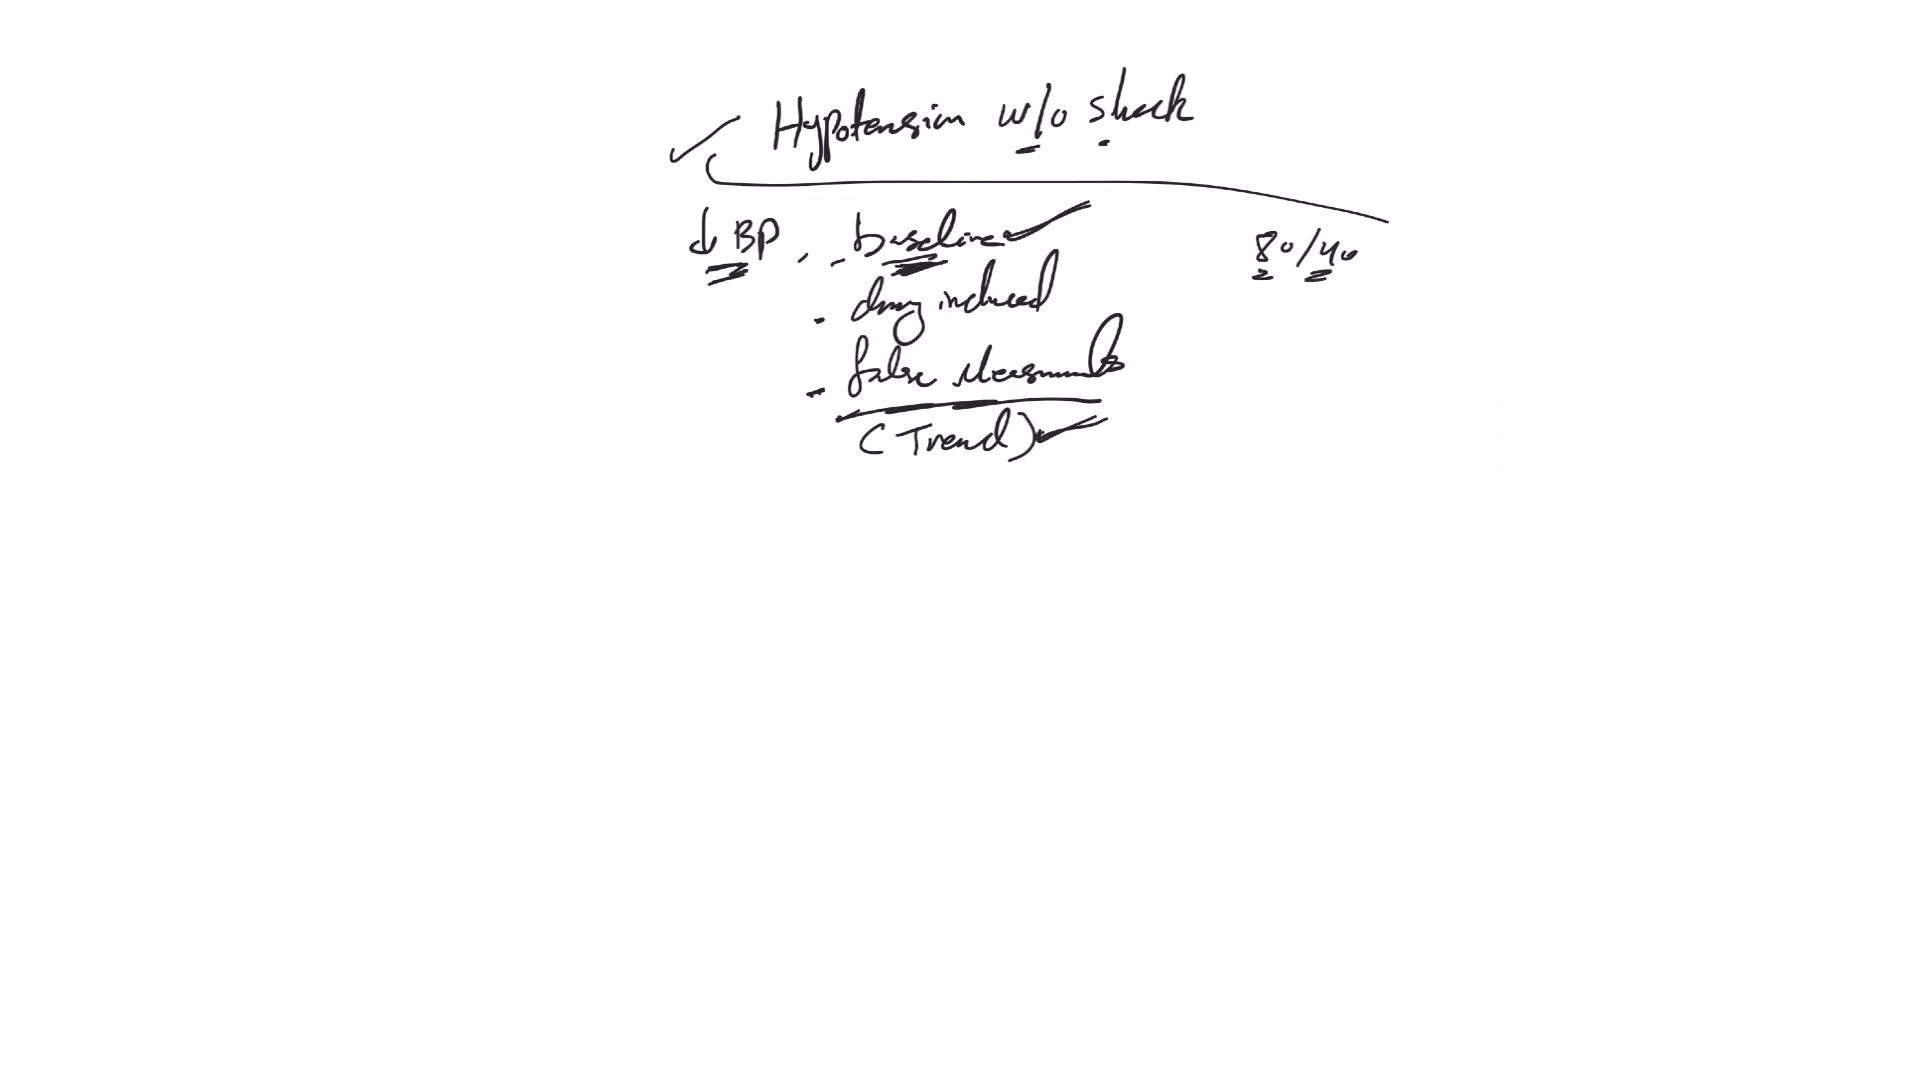 Hypotension w/o shock
↓ BP, - baseline 80/40
- drug induced
- false Measurements
(Trend)